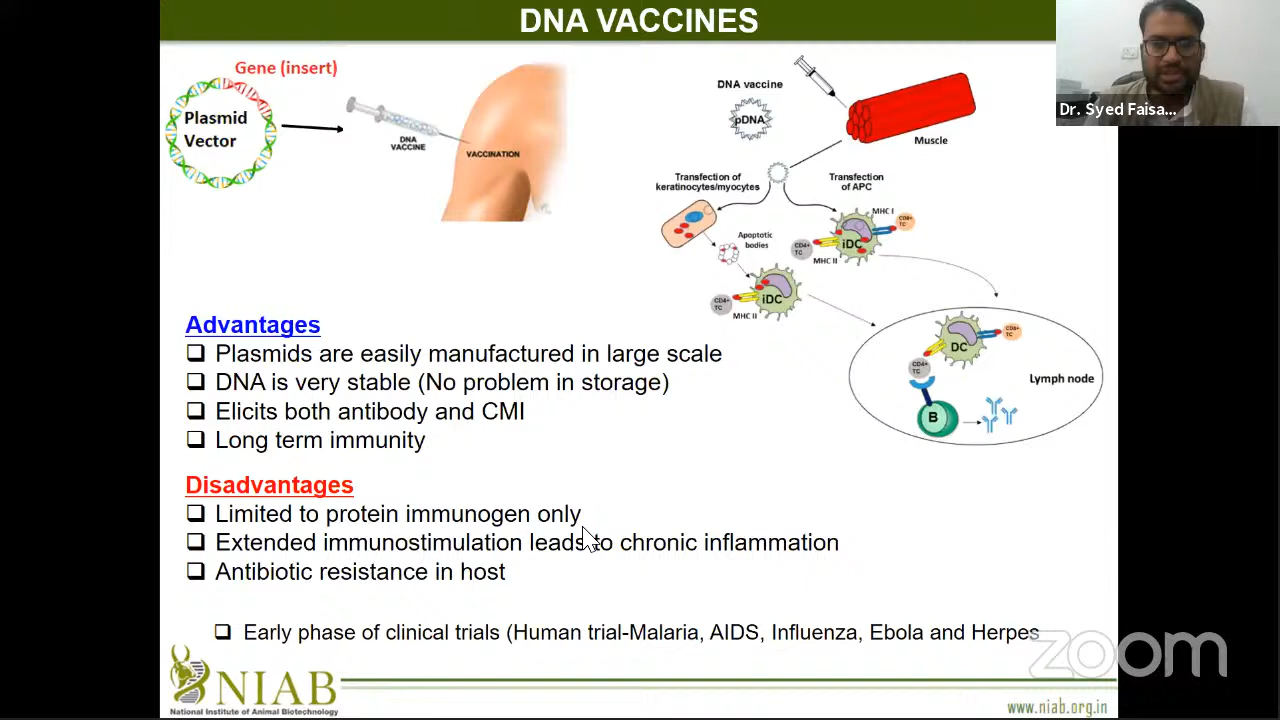 DNA VACCINES
Dr. Syed Faisa...
Gene (insert)
Plasmid
Vector
DNA
VACCINE
VACCINATION
DNA vaccine
pDNA
Muscle
Transfection of
keratinocytes/myocytes
Transfection
of APC
MHC I
CD8+
TC
iDC
CD4+
TC
MHC II
Apoptotic
bodies
iDC
CD4+
TC
MHC II
DC
CD8+
TC
CD4+
TC
Lymph node
B
Advantages
Plasmids are easily manufactured in large scale
DNA is very stable (No problem in storage)
Elicits both antibody and CMI
Long term immunity
Disadvantages
Limited to protein immunogen only
Extended immunostimulation leads to chronic inflammation
Antibiotic resistance in host
Early phase of clinical trials (Human trial-Malaria, AIDS, Influenza, Ebola and Herpes
zoom
NIAB
National Institute of Animal Biotechnology
www.niab.org.in